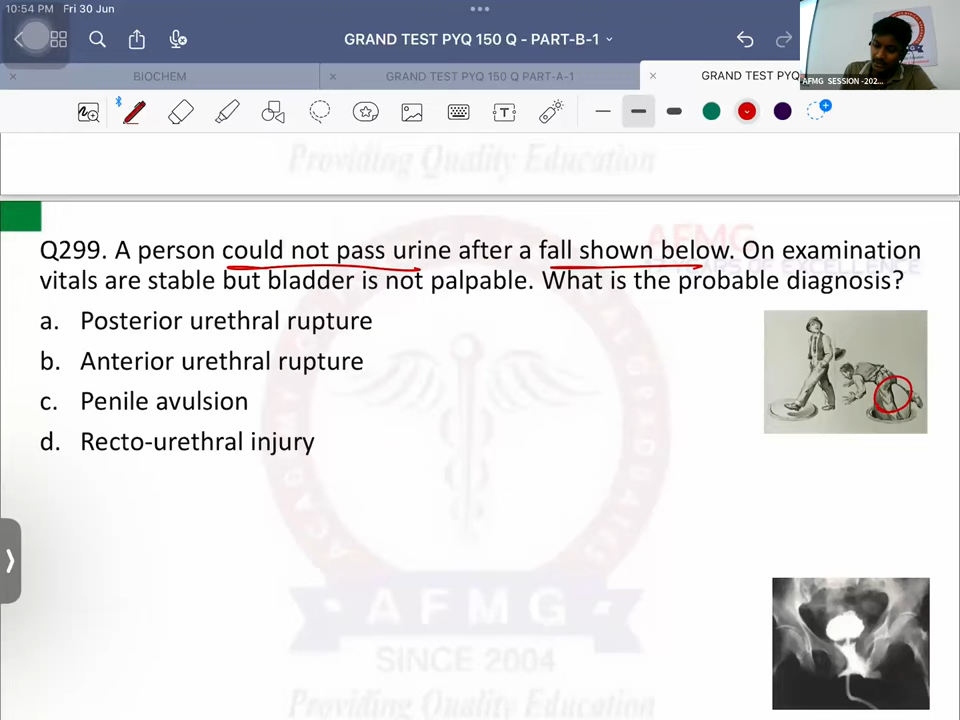 10:54 PM Fri 30 Jun
GRAND TEST PYQ 150 Q - PART-B-1
BIOCHEM
GRAND TEST PYQ 150 Q PART-A-1
GRAND TEST PYQ
AFMG SESSION -202...
Providing Quality Education
AFMG
Q299. A person could not pass urine after a fall shown below. On examination
vitals are stable but bladder is not palpable. What is the probable diagnosis?
a. Posterior urethral rupture
b. Anterior urethral rupture
c. Penile avulsion
d. Recto-urethral injury
AFMG
SINCE 2004
Providing Quality Education